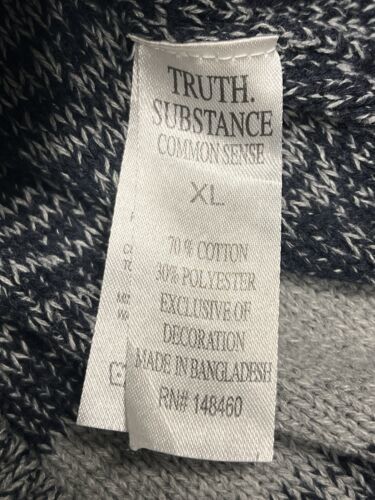 TRUTH.
SUBSTANCE
COMMON SENSE
XL
70 % COTTON
30% POLYESTER
EXCLUSIVE OF
DECORATION
MADE IN BANGLADESH
RN# 148460